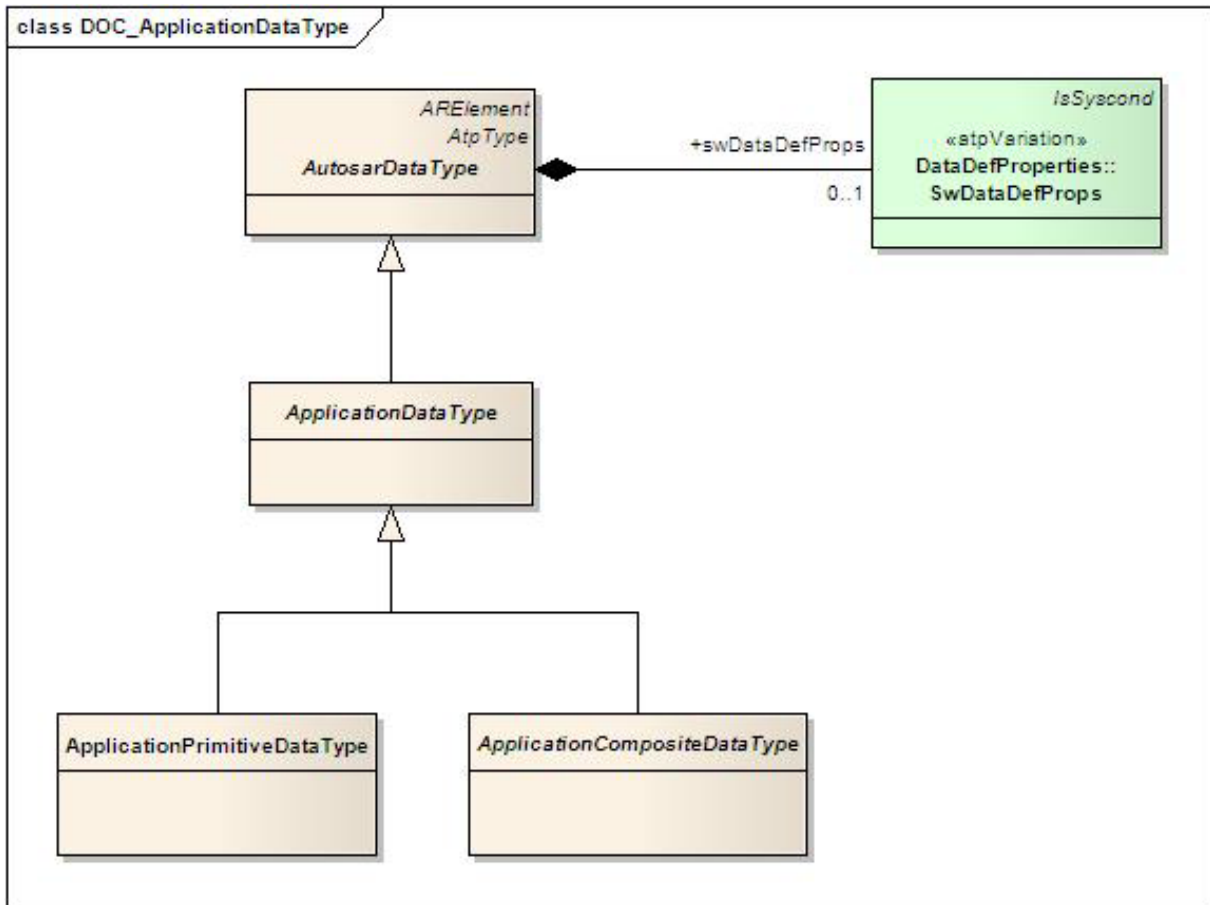 class DOC_ApplicationDataType
ARElement
AtpType
AutosarDataType
+swDataDefProps
0..1
IsSyscond
«atpVariation»
DataDefProperties::
SwDataDefProps
ApplicationDataType
ApplicationPrimitiveDataType
ApplicationCompositeDataType